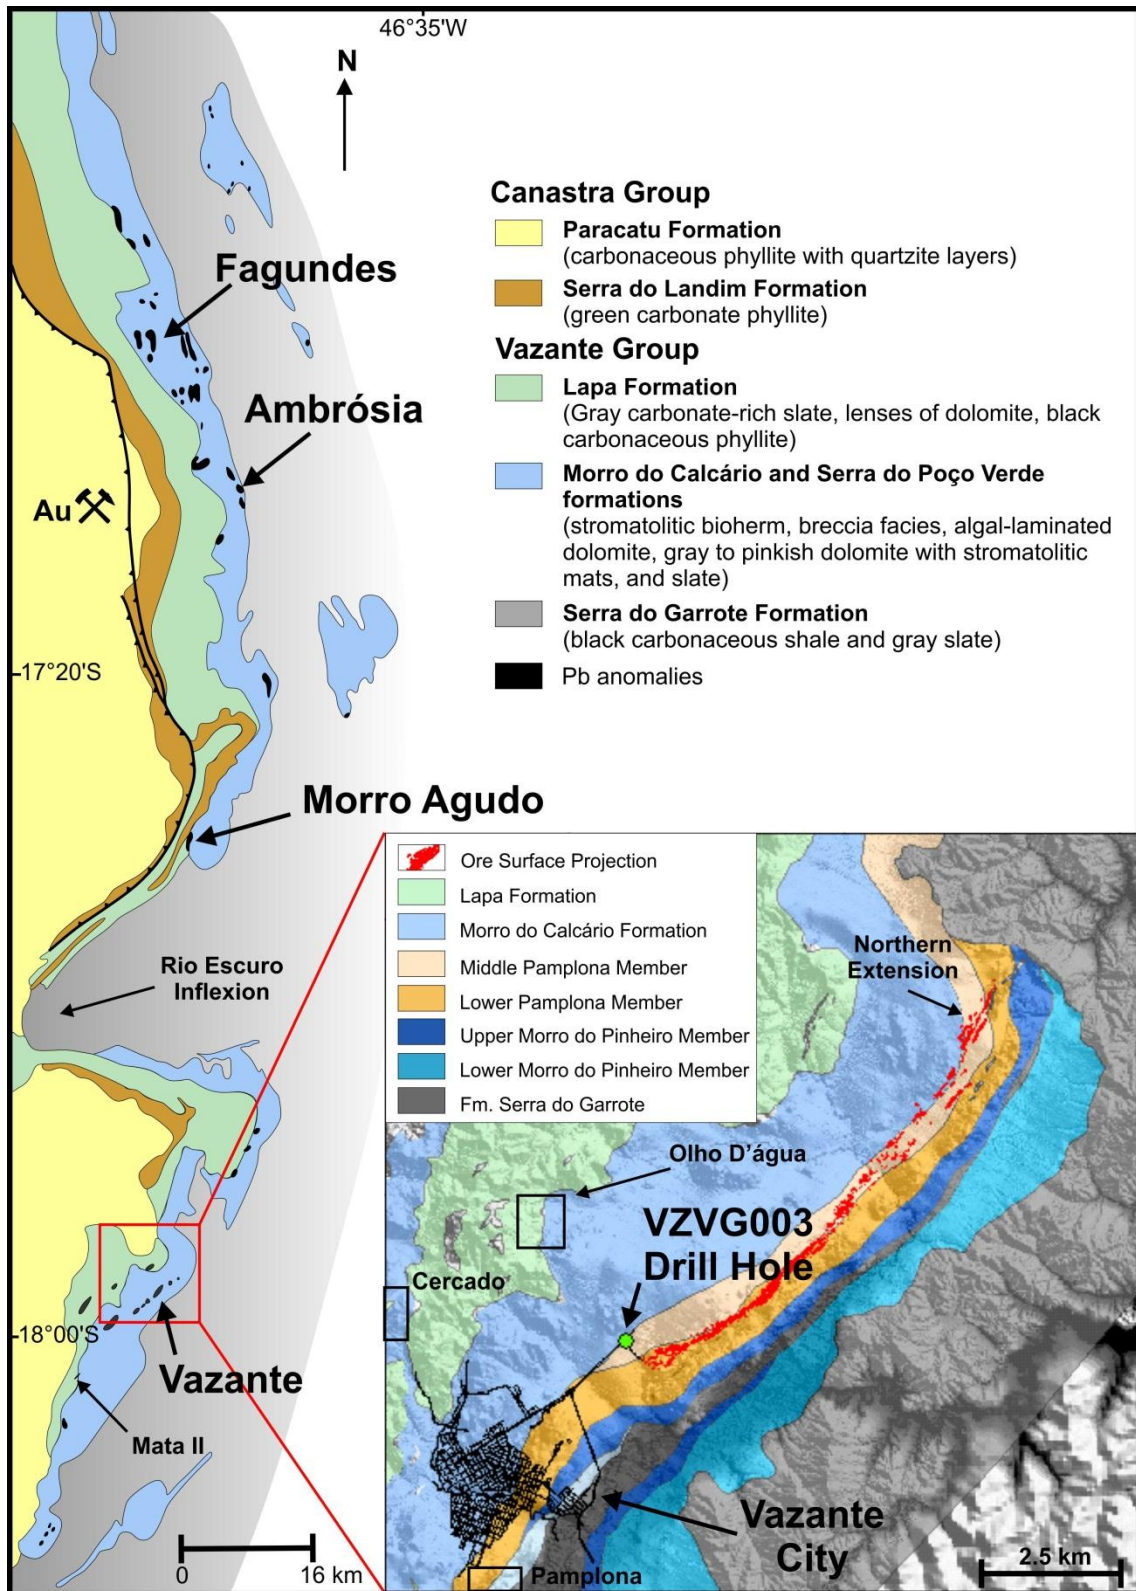 46°35'W
N
Canastra Group
Paracatu Formation
(carbonaceous phyllite with quartzite layers)
Serra do Landim Formation
(green carbonate phyllite)
Vazante Group
Lapa Formation
(Gray carbonate-rich slate, lenses of dolomite, black
carbonaceous phyllite)
Morro do Calcário and Serra do Poço Verde
formations
(stromatolitic bioherm, breccia facies, algal-laminated
dolomite, gray to pinkish dolomite with stromatolitic
mats, and slate)
Serra do Garrote Formation
(black carbonaceous shale and gray slate)
Pb anomalies
Fagundes
Ambrósia
Au
17°20'S
Morro Agudo
Rio Escuro
Inflexion
18°00'S
Vazante
Mata II
0 16 km
Ore Surface Projection
Lapa Formation
Morro do Calcário Formation
Middle Pamplona Member
Lower Pamplona Member
Upper Morro do Pinheiro Member
Lower Morro do Pinheiro Member
Fm. Serra do Garrote
Northern
Extension
Olho D'água
VZVG003
Drill Hole
Cercado
Vazante
City
Pamplona
2.5 km